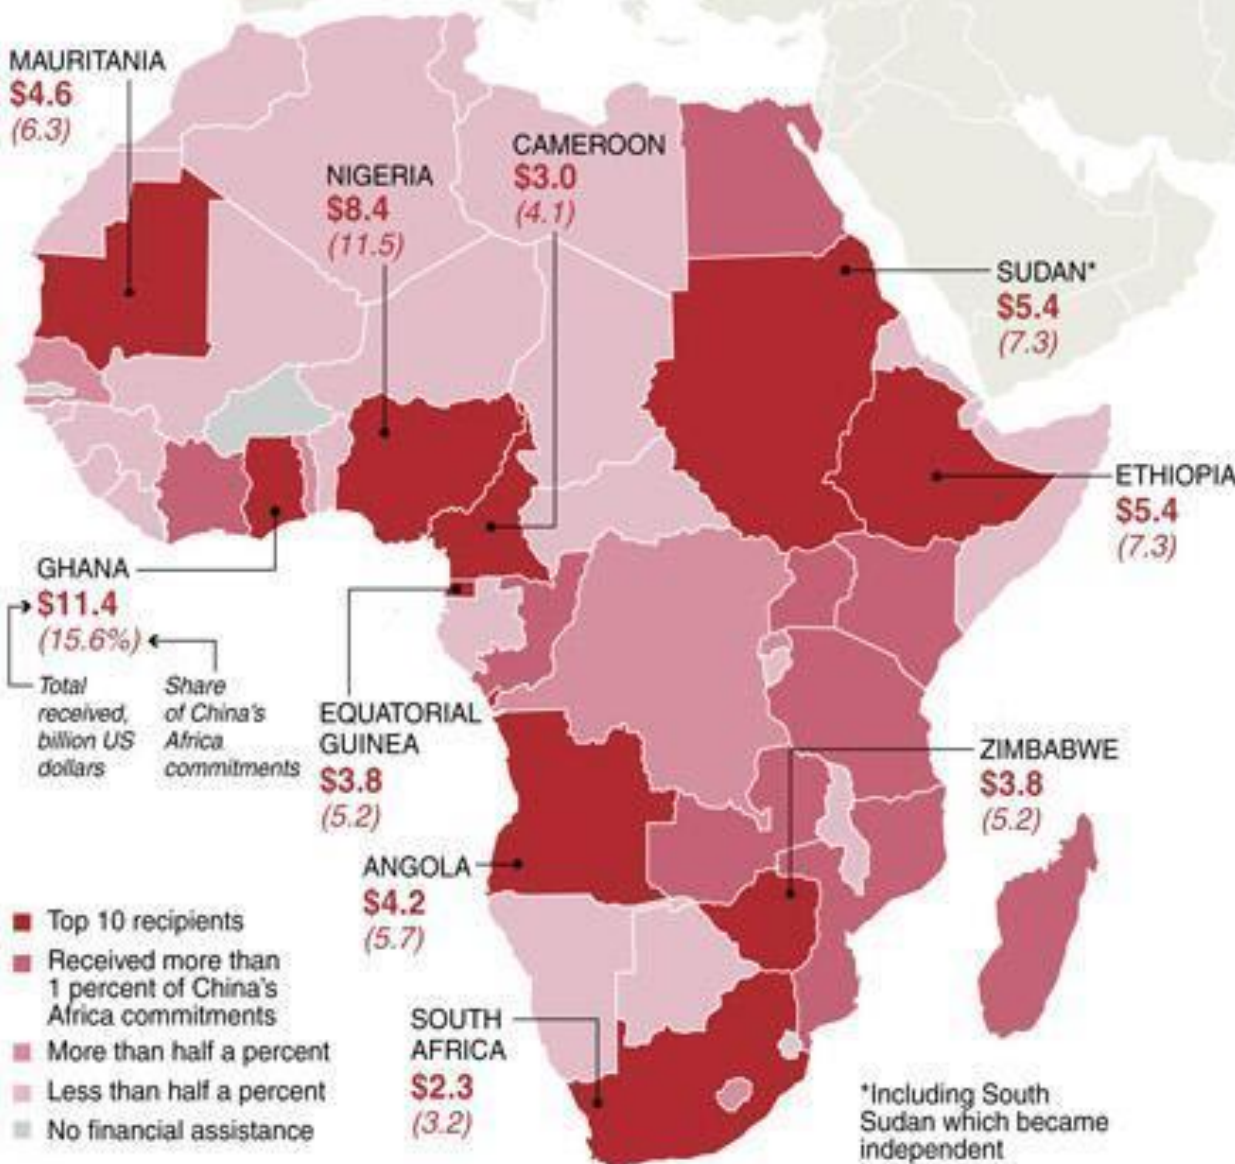 MAURITANIA
$4.6
(6.3)
NIGERIA
$8.4
(11.5)
CAMEROON
$3.0
(4.1)
SUDAN*
$5.4
(7.3)
ETHIOPIA
$5.4
(7.3)
GHANA
$11.4
(15.6%)
Total
received,
billion US
dollars
Share
of China's
Africa
commitments
EQUATORIAL
GUINEA
$3.8
(5.2)
ZIMBABWE
$3.8
(5.2)
ANGOLA
$4.2
(5.7)
SOUTH
AFRICA
$2.3
(3.2)
Top 10 recipients
Received more than
1 percent of China's
Africa commitments
More than half a percent
Less than half a percent
No financial assistance
*Including South
Sudan which became
independent